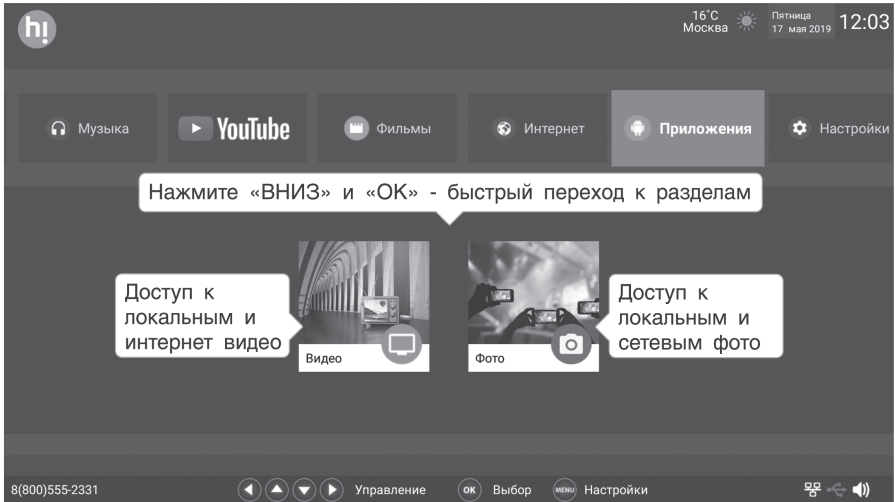 hi
16°C
Москва
Пятница
17 мая 2019
12:03
Музыка
YouTube
Фильмы
Интернет
Приложения
Настройки
Нажмите «ВНИЗ» и «ОК» - быстрый переход к разделам
Доступ к
локальным и
интернет видео
Видео
Фото
Доступ к
локальным и
сетевым фото
8(800)555-2331
Управление
OK
Выбор
MENU
Настройки